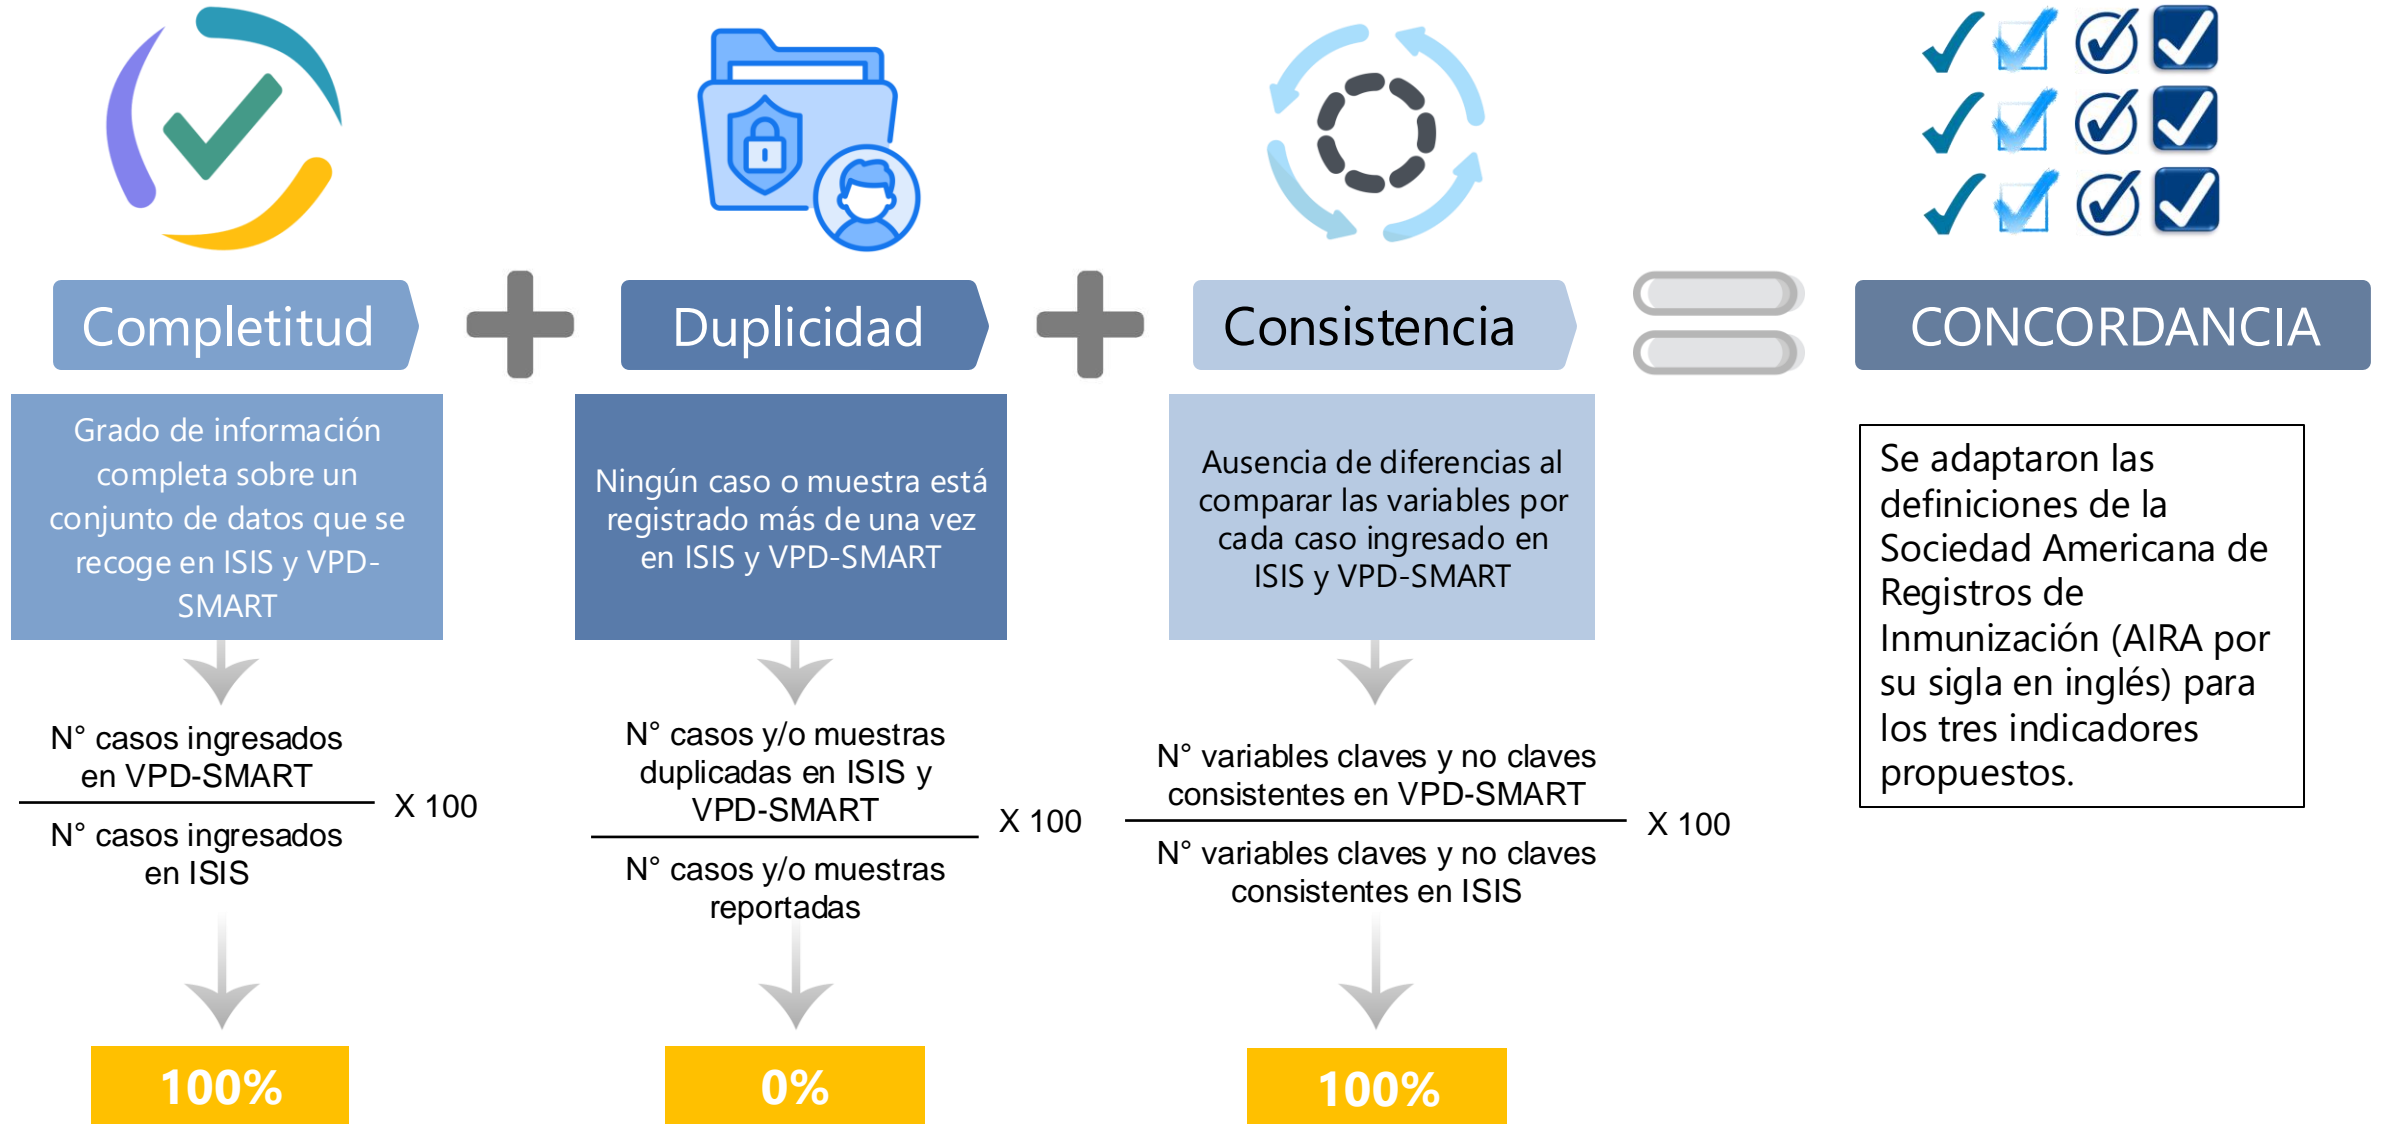 Completitud
Grado de información
completa sobre un
conjunto de datos que se
recoge en ISIS y VPD-
SMART
N° casos ingresados
en VPD-SMART
N° casos ingresados
en ISIS
X 100
100%
Duplicidad
Ningún caso o muestra está
registrado más de una vez
en ISIS y VPD-SMART
N° casos y/o muestras
duplicadas en ISIS y
VPD-SMART
N° casos y/o muestras
reportadas
X 100
0%
Consistencia
Ausencia de diferencias al
comparar las variables por
cada caso ingresado en
ISIS y VPD-SMART
N° variables claves y no claves
consistentes en VPD-SMART
N° variables claves y no claves
consistentes en ISIS
X 100
100%
CONCORDANCIA
Se adaptaron las
definiciones de la
Sociedad Americana de
Registros de
Inmunización (AIRA por
su sigla en inglés) para
los tres indicadores
propuestos.